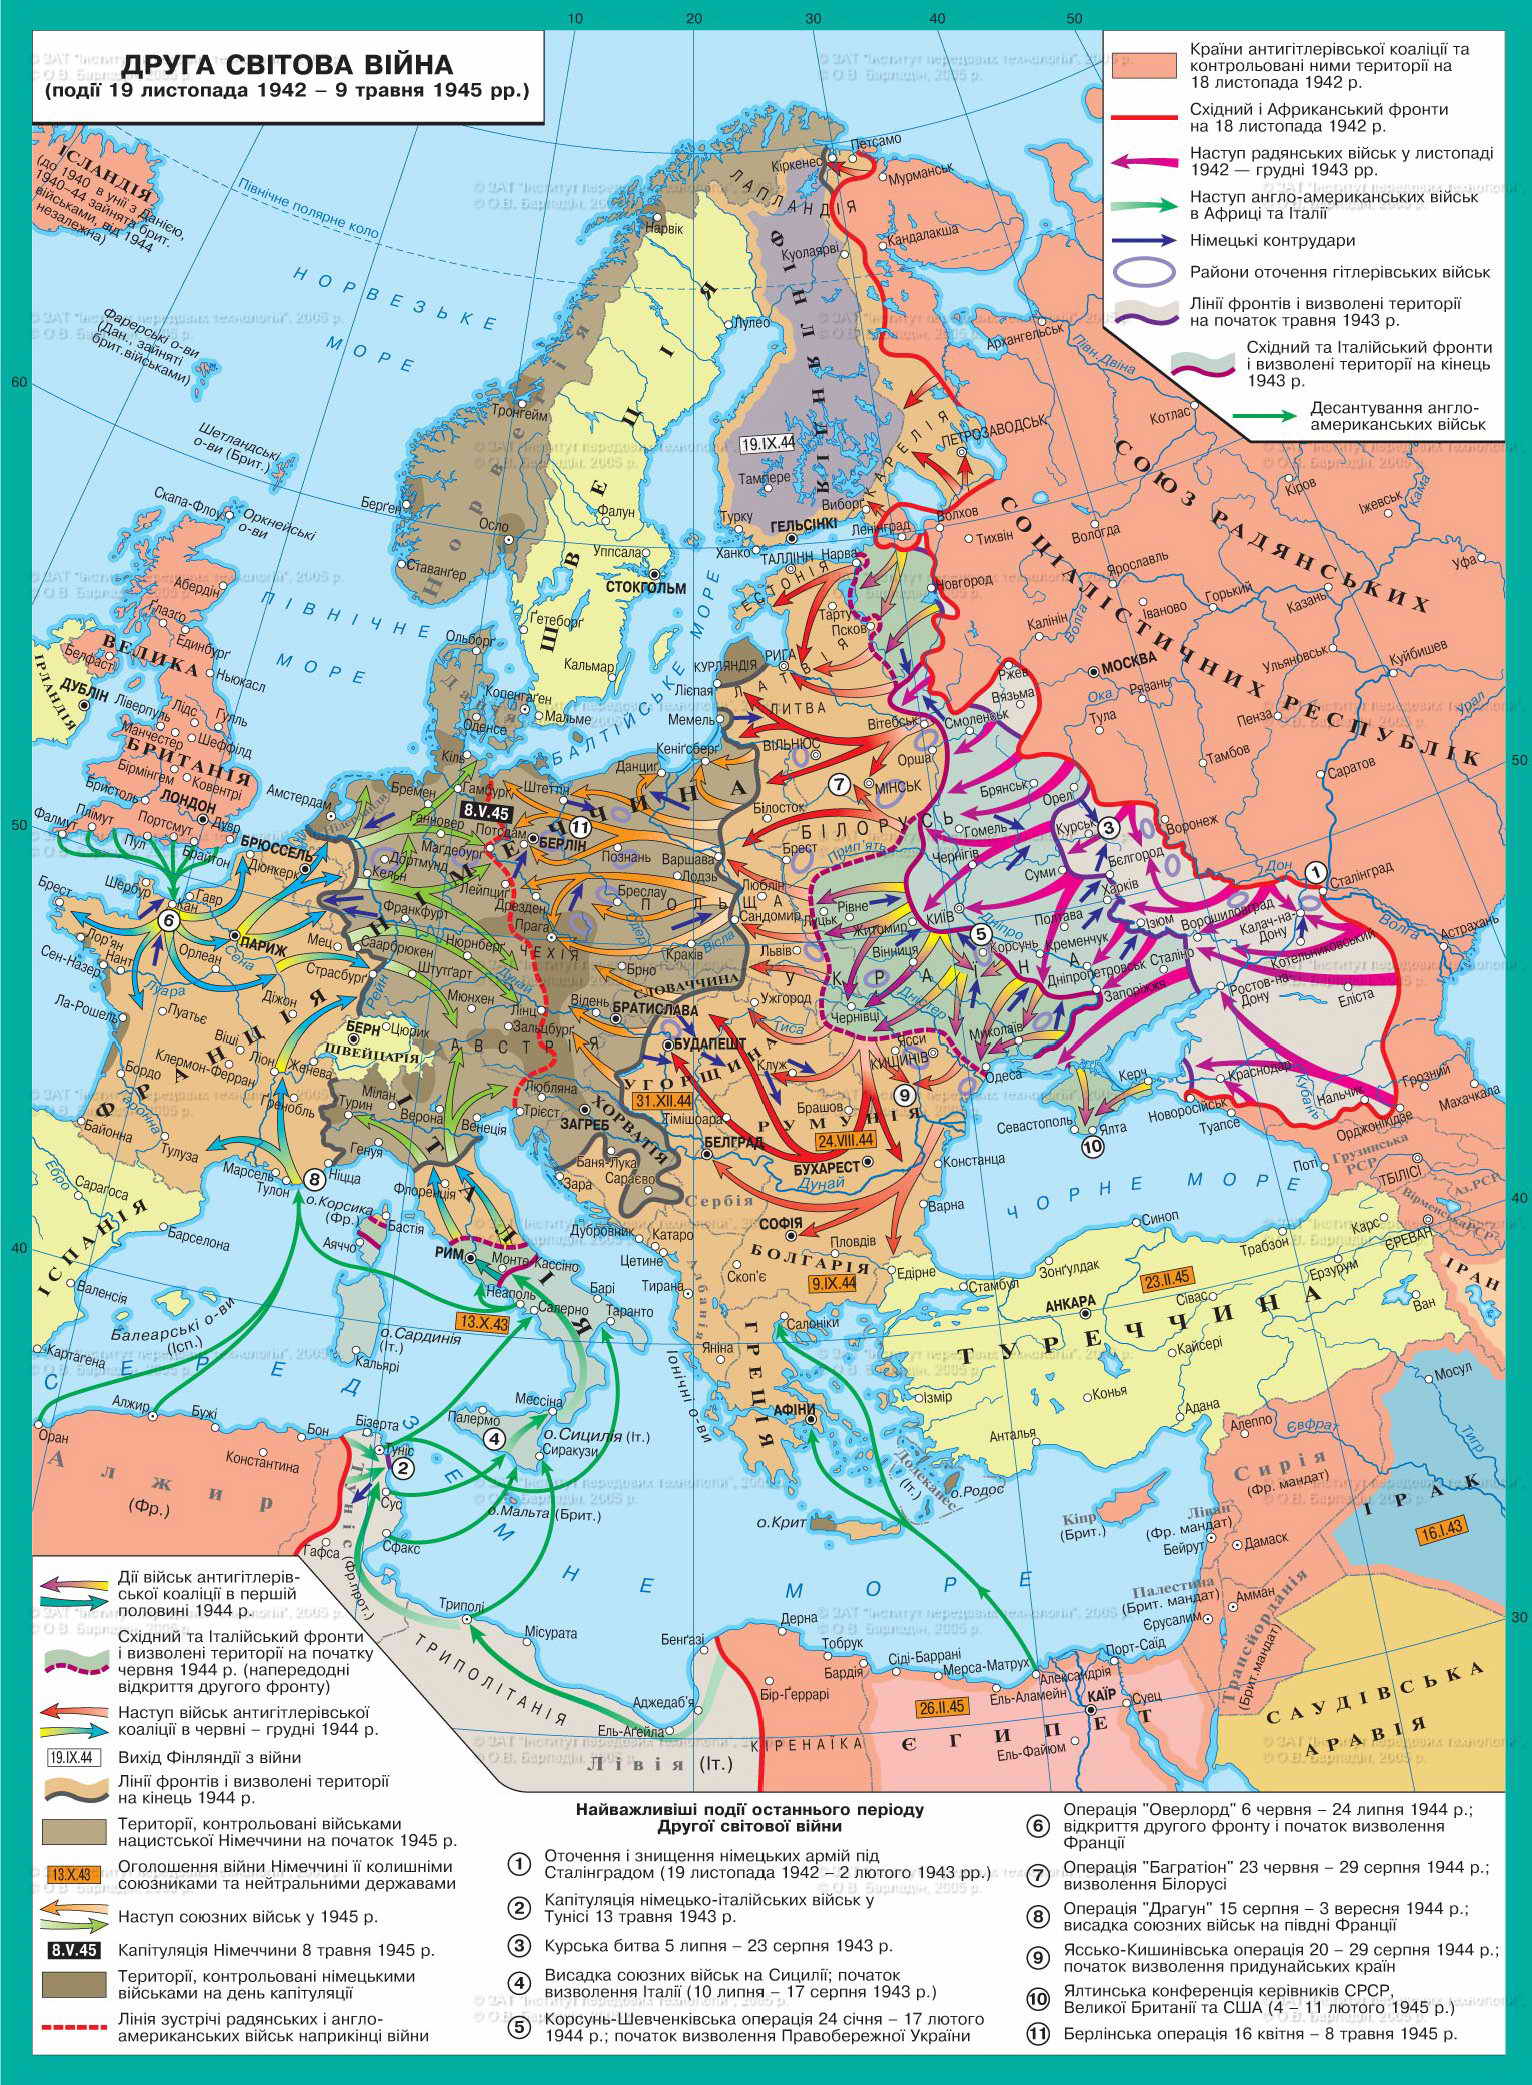 ДРУГА СВІТОВА ВІЙНА
(події 19 листопада 1942 – 9 травня 1945 рр.)
10
20
30
40
50
Країни антигітлерівської коаліції та
контрольовані ними території на
18 листопада 1942 р.
Східний і Африканський фронти
на 18 листопада 1942 р.
Наступ радянських військ у листопаді
1942 — грудні 1943 рр.
Наступ англо-американських військ
в Африці та Італії
Німецькі контрудари
Райони оточення гітлерівських військ
Лінії фронтів і визволені території
на початок травня 1943 р.
Східний та Італійський фронти
і визволені території на кінець
1943 р.
Десантування англо-
американських військ
ІСЛАНДІЯ
(до 1940 в унії з Данією,
1940–44 зайнята брит.
військами, від 1944
незалежна)
Північне полярне коло
НОРВЕЗЬКЕ
МОРЕ
Фарерські о-ви
(Дан., зайняті
брит.військами)
Шетландські
о-ви (Брит.)
Скапа-Флоу
Оркнейські
о-ви
ПІВНІЧНЕ
МОРЕ
60
50
40
30
Кіркенес
Петсамо
Мурманськ
ЛАПЛАНДІЯ
Нарвік
Кандалакша
Куолаярві
Лулео
ФІНЛЯНДІЯ
19.IX.44
Тампере
Турку
ГЕЛЬСІНКІ
Ханко
Виборг
КАРЕЛІЯ
ПЕТРОЗАВОДСЬК
Архангельськ
Півн.Двіна
Котлас
Кіров
Іжевськ
Кама
Уфа
Норвегія
Тронгейм
Берген
Осло
Ставангер
ШВЕЦІЯ
Фалун
Уппсала
СТОКГОЛЬМ
Ґетеборг
Кальмар
Мальме
БАЛТІЙСЬКЕ МОРЕ
Данія
Ольборг
Копенгаген
Оденсе
СОЮЗ РАДЯНСЬКИХ
СОЦІАЛІСТИЧНИХ РЕСПУБЛІК
Ленінград
Волхов
Тихвін
Вологда
Ярославль
Іваново
Горький
Казань
Ульяновськ
Куйбишев
Урал
Калінін
Волга
МОСКВА
Ока
Рязань
Тула
Пенза
Тамбов
Саратов
Новгород
ТАЛЛІНН
Нарва
ЕСТОНІЯ
Тарту
Псков
РИГА
ЛАТВІЯ
КУРЛЯНДІЯ
Лієпая
Мемель
ЛИТВА
ВІЛЬНЮС
Вітебськ
Орша
МІНСЬК
Ржев
Вязьма
Смоленськ
Брянськ
Орел
Курськ
Воронеж
Бєлгород
Гомель
БІЛОРУСЬ
Білосток
Брест
Прип'ять
Чернігів
Суми
Харків
КИЇВ
Дніпро
Полтава
Кременчук
Корсунь
Ізюм
Ворошиловград
Сталіно
Дніпропетровськ
Запоріжжя
Дон
Сталінград
Калач-на-
Дону
Котельниковський
Волга
Астрахань
Ростов-на-
Дону
Еліста
Луцьк
Рівне
Житомир
Вінниця
Львів
УКРАЇНА
Дністер
Чернівці
Ужгород
Миколаїв
Одеса
КИШИНІВ
Ясси
Керч
Севастополь
Ялта
Краснодар
Кубань
Новоросійськ
Туапсе
Нальчик
Грозний
Орджонікідзе
Махачкала
Грузинська
РСР
ТБІЛІСІ
Аз.РСР
Вірменська РСР
ЄРЕВАН
Поті
ЧОРНЕ МОРЕ
ІРЛАНДІЯ
ДУБЛІН
Белфаст
ВЕЛИКА
БРИТАНІЯ
Абердін
Глазго
Единбург
Ньюкасл
Ліверпуль
Лідс
Гулль
Манчестер
Шеффілд
Бірмінгем
Ковентрі
Бристоль
ЛОНДОН
Фалмут
Плімут
Пул
Портсмут
Дувр
Брайтон
Амстердам
Нідерланди
БРЮССЕЛЬ
Дюнкерк
Шербур
Гавр
Кан
Брест
Лор'ян
Нант
Сен-Назер
ПАРИЖ
Сена
Орлеан
Луара
Ла-Рошель
Пуатьє
Діжон
Віші
Ліон
Клермон-Ферран
Женева
Гренобль
Бордо
Гаронна
Байонна
Тулуза
Марсель
Тулон
Ніцца
ФРАНЦІЯ
Мец
Страсбург
Рейн
БЕРН
Цюрих
ШВЕЙЦАРІЯ
Кіль
Бремен
Гамбург
Ганновер
8.V.45
Штеттін
Потсдам
БЕРЛІН
Магдебург
Дортмунд
Кельн
Лейпциг
Дрезден
Франкфурт
Саарбрюкен
Нюрнберг
Штутгарт
Мюнхен
НІМЕЧЧИНА
Данциг
Кенігсберг
Познань
Варшава
Лодзь
Бреслау
Одер
ПОЛЬЩА
Люблін
Сандомир
Вісла
Краків
Прага
ЧЕХІЯ
Брно
СЛОВАЧЧИНА
БРАТИСЛАВА
Дунай
Лінц
Відень
Зальцбург
АВСТРІЯ
БУДАПЕШТ
Тиса
УГОРЩИНА
31.XII.44
Клуж
Тімішоара
Брашов
РУМУНІЯ
24.VIII.44
БУХАРЕСТ
Дунай
Констанца
Варна
Любляна
Трієст
ЗАГРЕБ
ХОРВАТІЯ
Баня-Лука
Сараєво
Зара
БЕЛГРАД
Сербія
Дубровник
Катаро
Цетинє
Скоп'є
Тирана
Албанія
СОФІЯ
БОЛГАРІЯ
Пловдів
9.IX.44
Едірне
Мілан
Турин
Верона
Венеція
Генуя
Флоренція
ІТАЛІЯ
РИМ
Монте-Кассіно
Неаполь
Салерно
Барі
Таранто
13.X.43
о.Корсика
(Фр.)
Бастія
Аяччо
о.Сардинія
(Іт.)
Кальярі
Мессіна
Палермо
о.Сицилія (Іт.)
Сиракузи
о.Мальта (Брит.)
ІСПАНІЯ
Ебро
Сарагоса
Барселона
Валенсія
Балеарські о-ви
(Ісп.)
Картагена
СЕРЕДЗЕМНЕ МОРЕ
ГРЕЦІЯ
Салоніки
Яніна
Іонічні о-ви
АФІНИ
о.Крит
Додеканес
(Іт.)
о.Родос
ТУРЕЧЧИНА
Стамбул
Зонгулдак
Синоп
Трабзон
Карс
Ерзурум
АНКАРА
23.II.45
Сівас
Кайсері
Ван
Ізмір
Конья
Адана
Анталья
ІРАН
Мосул
Кіпр
(Брит.)
Алеппо
Євфрат
Тигр
Сирія
(Фр. мандат)
Ліван
(Фр. мандат)
Бейрут
Дамаск
ІРАК
16.I.43
Палестина
(Брит. мандат)
Єрусалим
Амман
Трансйорданія
(Брит.мандат)
САУДІВСЬКА
АРАВІЯ
Оран
Алжир
Бужі
Бон
Константина
Алжир
(Фр.)
Бізерта
Туніс
Сус
Сфакс
Гафса
Туніс (Фр.прот.)
Триполі
Місурата
ТРИПОЛІТАНІЯ
Бенгазі
Аджедаб'я
Ель-Агейла
Лівія (Іт.)
Дерна
Тобрук
Бардія
Сіді-Баррані
Мерса-Матрух
Бір-Геррарі
КІРЕНАЇКА
Александрія
Ель-Аламейн
Порт-Саїд
КАЇР
Суец
26.II.45
ЄГИПЕТ
Ель-Файюм
Дії військ антигітлерів-
ської коаліції в першій
половині 1944 р.
Східний та Італійський фронти
і визволені території на початку
червня 1944 р. (напередодні
відкриття другого фронту)
Наступ військ антигітлерівської
коаліції в червні – грудні 1944 р.
19.IX.44 Вихід Фінляндії з війни
Лінії фронтів і визволені території
на кінець 1944 р.
Території, контрольовані військами
нацистської Німеччини на початок 1945 р.
13.X.43 Оголошення війни Німеччині її колишніми
союзниками та нейтральними державами
Наступ союзних військ у 1945 р.
8.V.45 Капітуляція Німеччини 8 травня 1945 р.
Території, контрольовані німецькими
військами на день капітуляції
Лінія зустрічі радянських і англо-
американських військ наприкінці війни
Найважливіші події останнього періоду
Другої світової війни
1 Оточення і знищення німецьких армій під
Сталінградом (19 листопада 1942 – 2 лютого 1943 рр.)
2 Капітуляція німецько-італійських військ у
Тунісі 13 травня 1943 р.
3 Курська битва 5 липня – 23 серпня 1943 р.
4 Висадка союзних військ на Сицилії; початок
визволення Італії (10 липня – 17 серпня 1943 р.)
5 Корсунь-Шевченківська операція 24 січня – 17 лютого
1944 р.; початок визволення Правобережної України
6 Операція "Оверлорд" 6 червня – 24 липня 1944 р.;
відкриття другого фронту і початок визволення
Франції
7 Операція "Багратіон" 23 червня – 29 серпня 1944 р.;
визволення Білорусі
8 Операція "Драгун" 15 серпня – 3 вересня 1944 р.;
висадка союзних військ на півдні Франції
9 Яссько-Кишинівська операція 20 – 29 серпня 1944 р.;
початок визволення придунайських країн
10 Ялтинська конференція керівників СРСР,
Великої Британії та США (4 – 11 лютого 1945 р.)
11 Берлінська операція 16 квітня – 8 травня 1945 р.
© ЗАТ "Інститут передових технологій", 2005 р.
© О.В. Барладін, 2005 р.